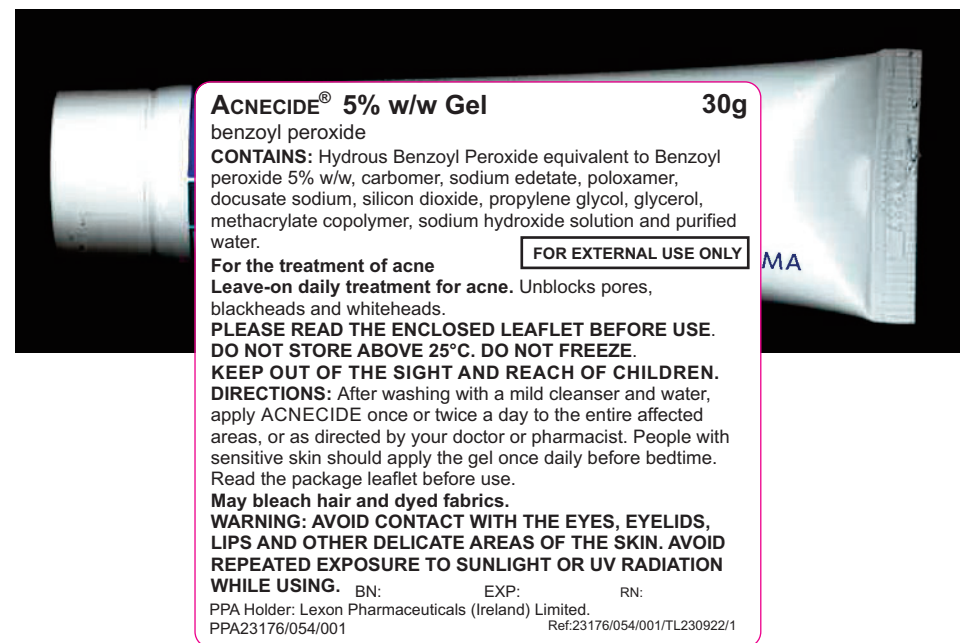 ACNECIDE® 5% w/w Gel 30g
benzoyl peroxide
CONTAINS: Hydrous Benzoyl Peroxide equivalent to Benzoyl
peroxide 5% w/w, carbomer, sodium edetate, poloxamer,
docusate sodium, silicon dioxide, propylene glycol, glycerol,
methacrylate copolymer, sodium hydroxide solution and purified
water.
FOR EXTERNAL USE ONLY
MA
For the treatment of acne
Leave-on daily treatment for acne. Unblocks pores,
blackheads and whiteheads.
PLEASE READ THE ENCLOSED LEAFLET BEFORE USE.
DO NOT STORE ABOVE 25°C. DO NOT FREEZE.
KEEP OUT OF THE SIGHT AND REACH OF CHILDREN.
DIRECTIONS: After washing with a mild cleanser and water,
apply ACNECIDE once or twice a day to the entire affected
areas, or as directed by your doctor or pharmacist. People with
sensitive skin should apply the gel once daily before bedtime.
Read the package leaflet before use.
May bleach hair and dyed fabrics.
WARNING: AVOID CONTACT WITH THE EYES, EYELIDS,
LIPS AND OTHER DELICATE AREAS OF THE SKIN. AVOID
REPEATED EXPOSURE TO SUNLIGHT OR UV RADIATION
WHILE USING. BN: EXP: RN:
PPA Holder: Lexon Pharmaceuticals (Ireland) Limited.
PPA23176/054/001 Ref:23176/054/001/TL230922/1